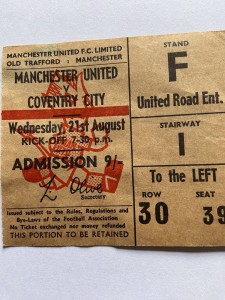 MANCHESTER UNITED F.C. LIMITED
OLD TRAFFORD : MANCHESTER
MANCHESTER UNITED
V
COVENTRY CITY
Wednesday 21st August
KICK-OFF 7-30 p.m.
ADMISSION 9/-
L Olive
Secretary
Issued subject to the Rules, Regulations and
Bye-Laws of the Football Association
No Ticket exchanged nor money refunded
THIS PORTION TO BE RETAINED
STAND
F
United Road Ent.
STAIRWAY
I
To the LEFT
ROW SEAT
30 39